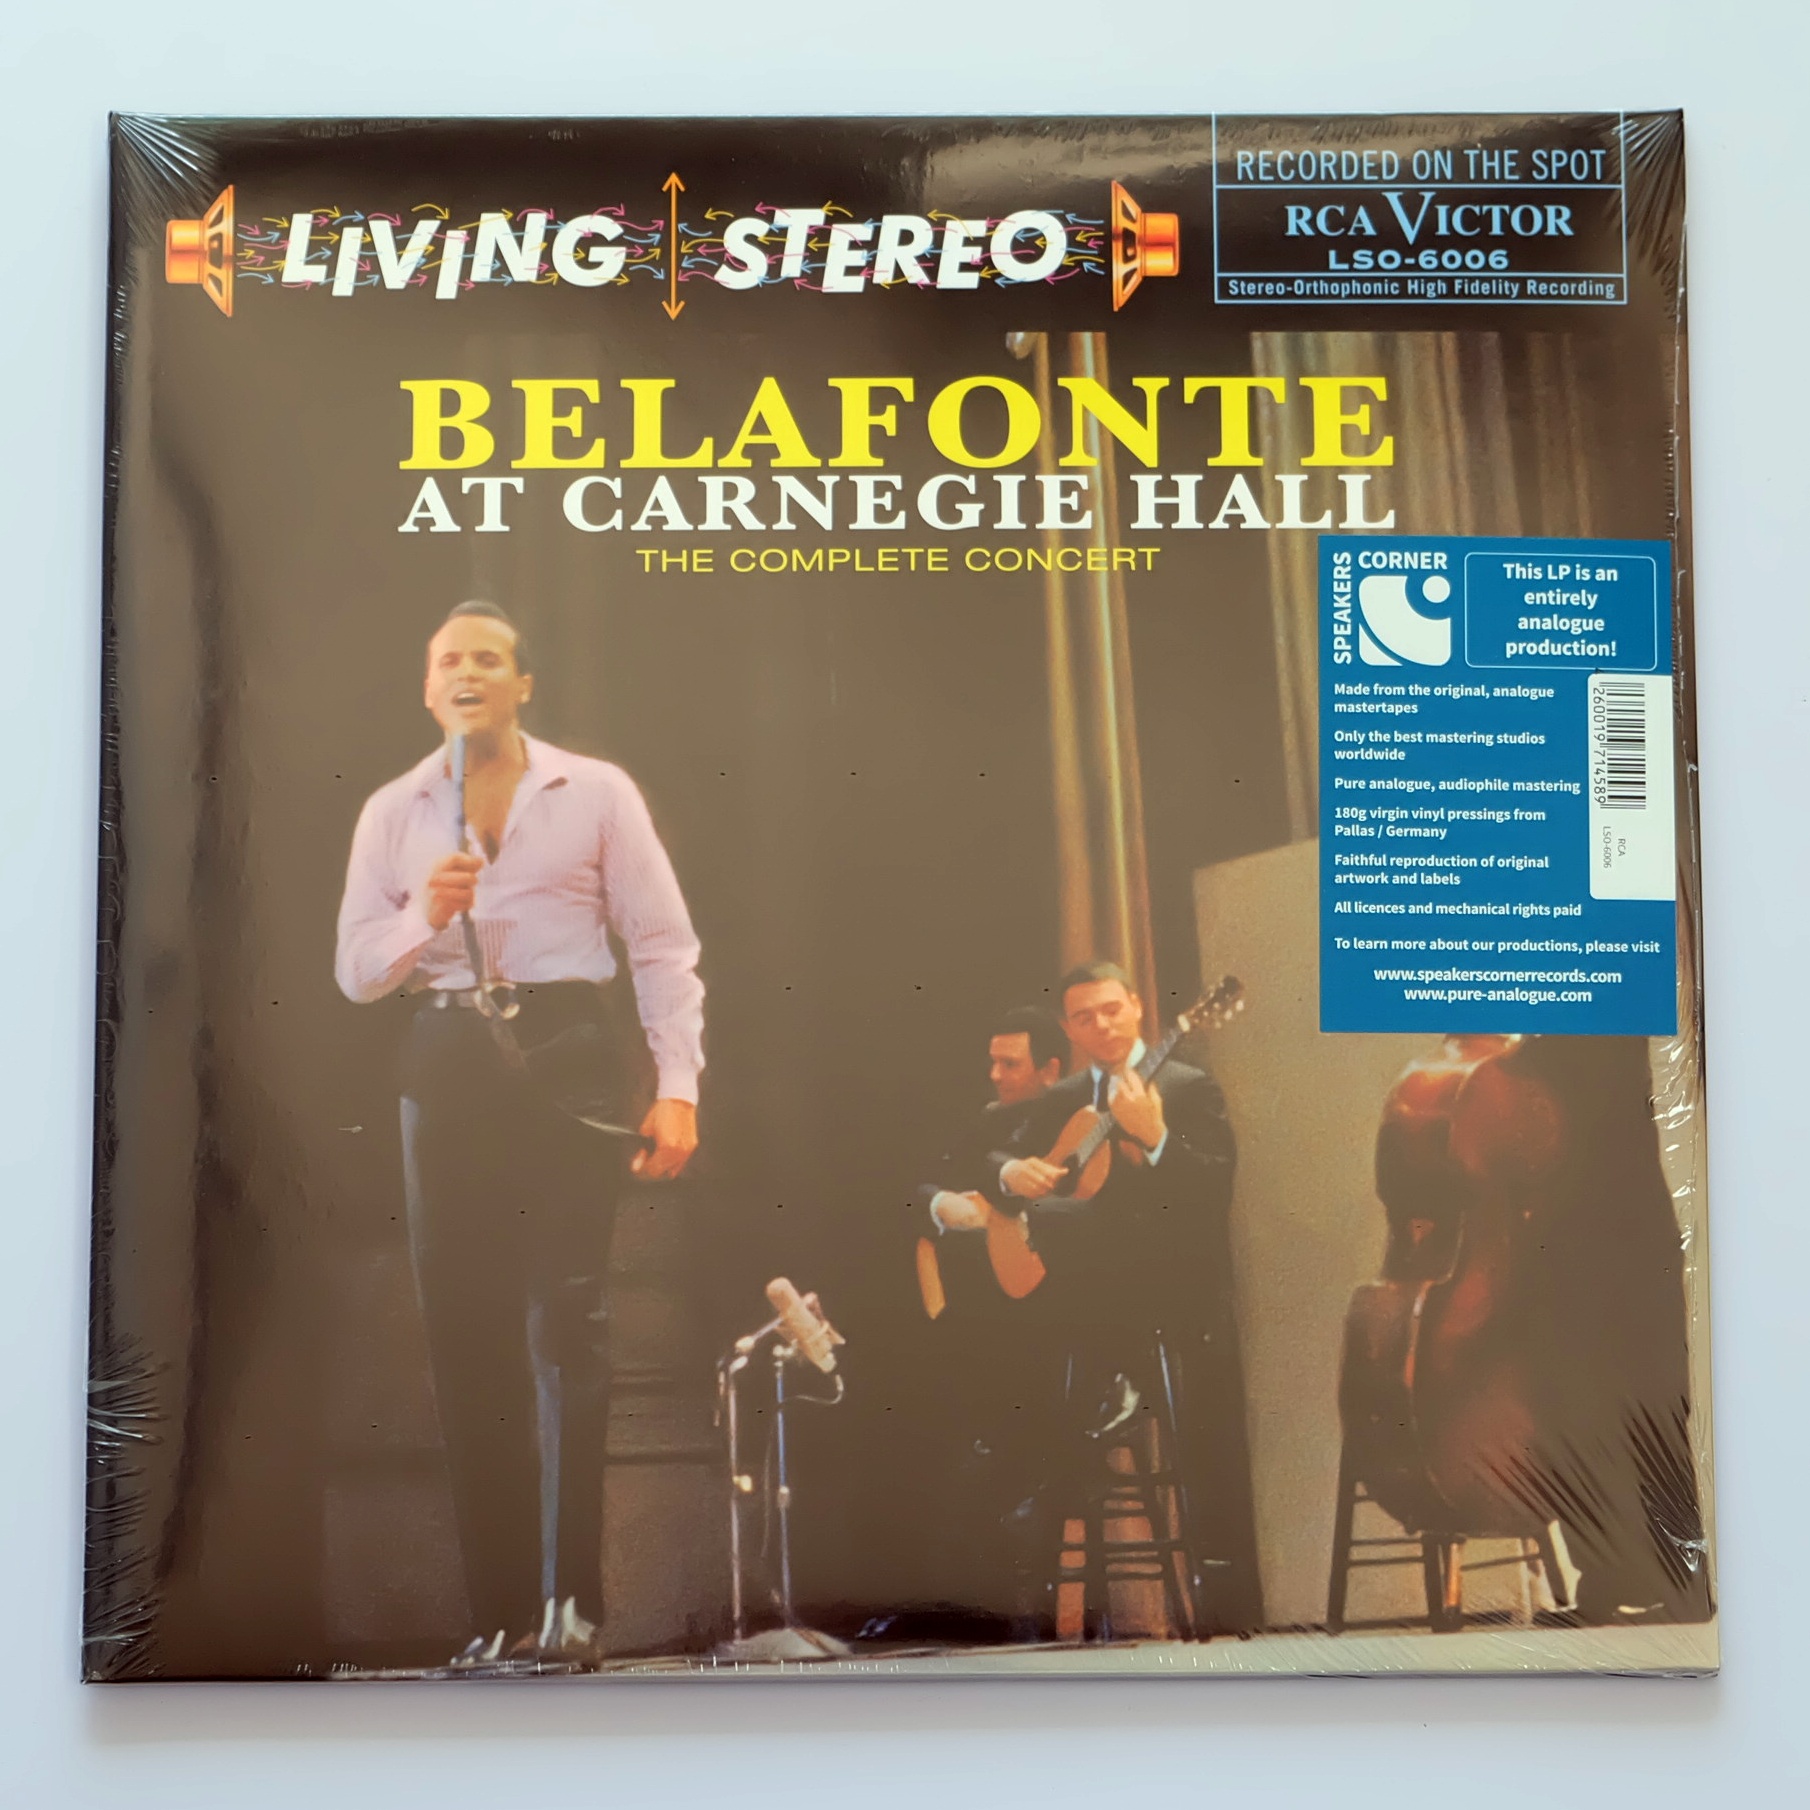 LIVING STEREO
RECORDED ON THE SPOT
RCA VICTOR
LSO-6006
Stereo-Orthophonic High Fidelity Recording
BELAFONTE
AT CARNEGIE HALL
THE COMPLETE CONCERT
SPEAKERS CORNER
This LP is an
entirely
analogue
production!
Made from the original, analogue
mastertapes
Only the best mastering studios
worldwide
Pure analogue, audiophile mastering
180g virgin vinyl pressings from
Pallas / Germany
Faithful reproduction of original
artwork and labels
All licences and mechanical rights paid
To learn more about our productions, please visit
www.speakerscornerrecords.com
www.pure-analogue.com
4 260019 714589
RCA
LSO-6006